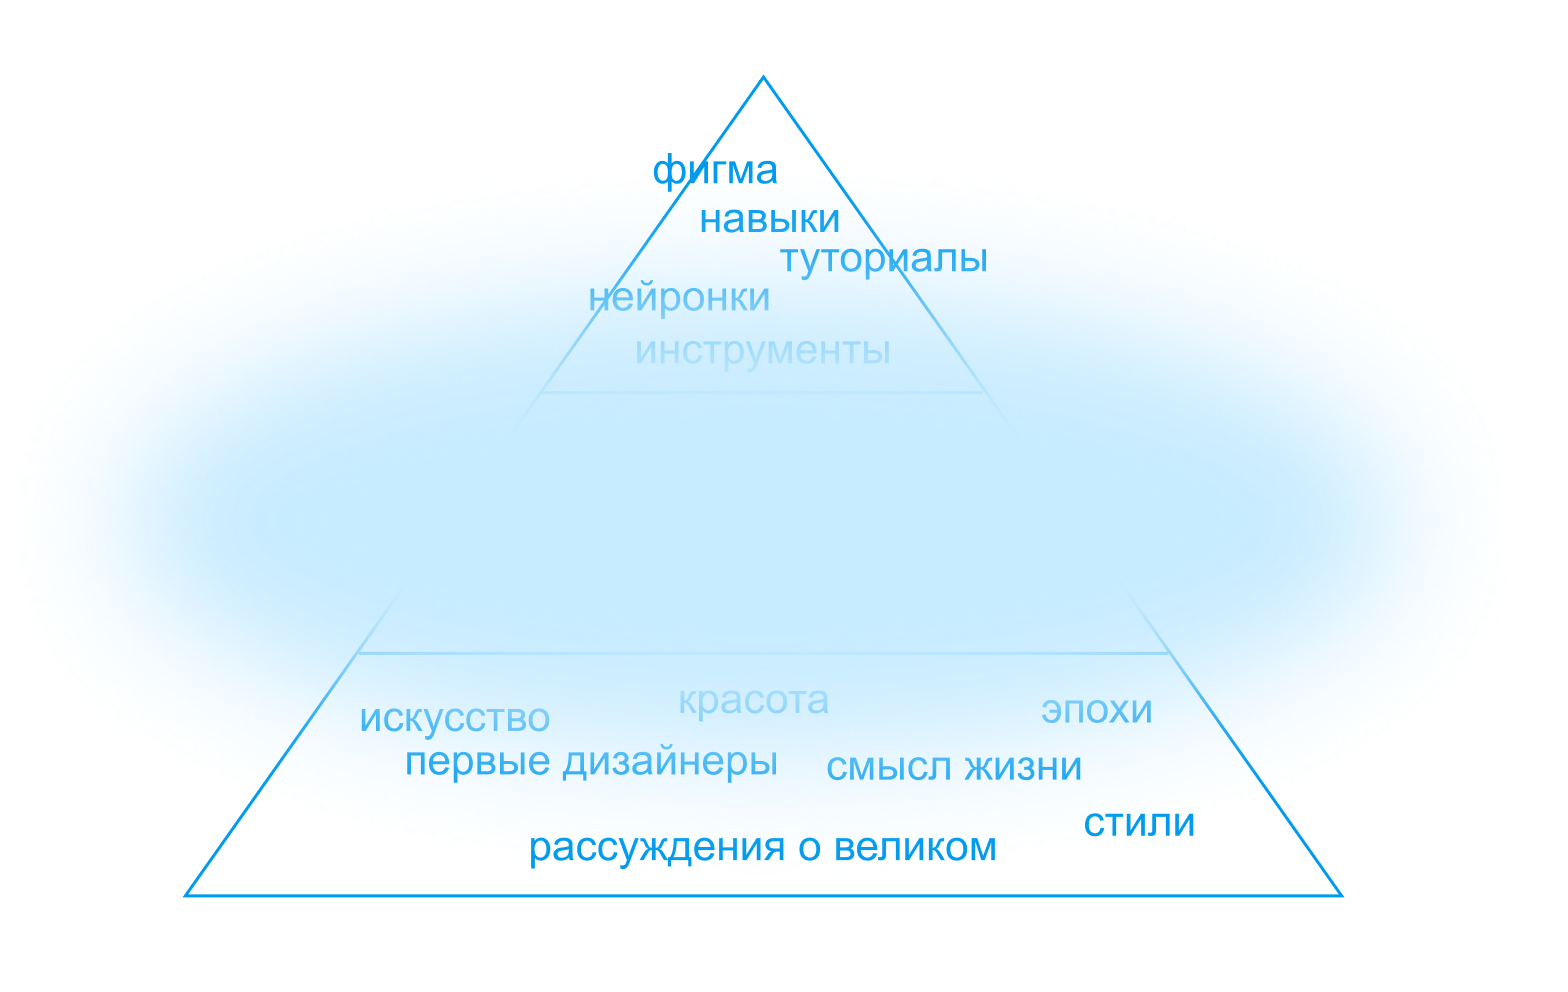 фигма
навыки
туториалы
нейронки
инструменты
красота
искусство
эпохи
первые дизайнеры
смысл жизни
стили
рассуждения о великом